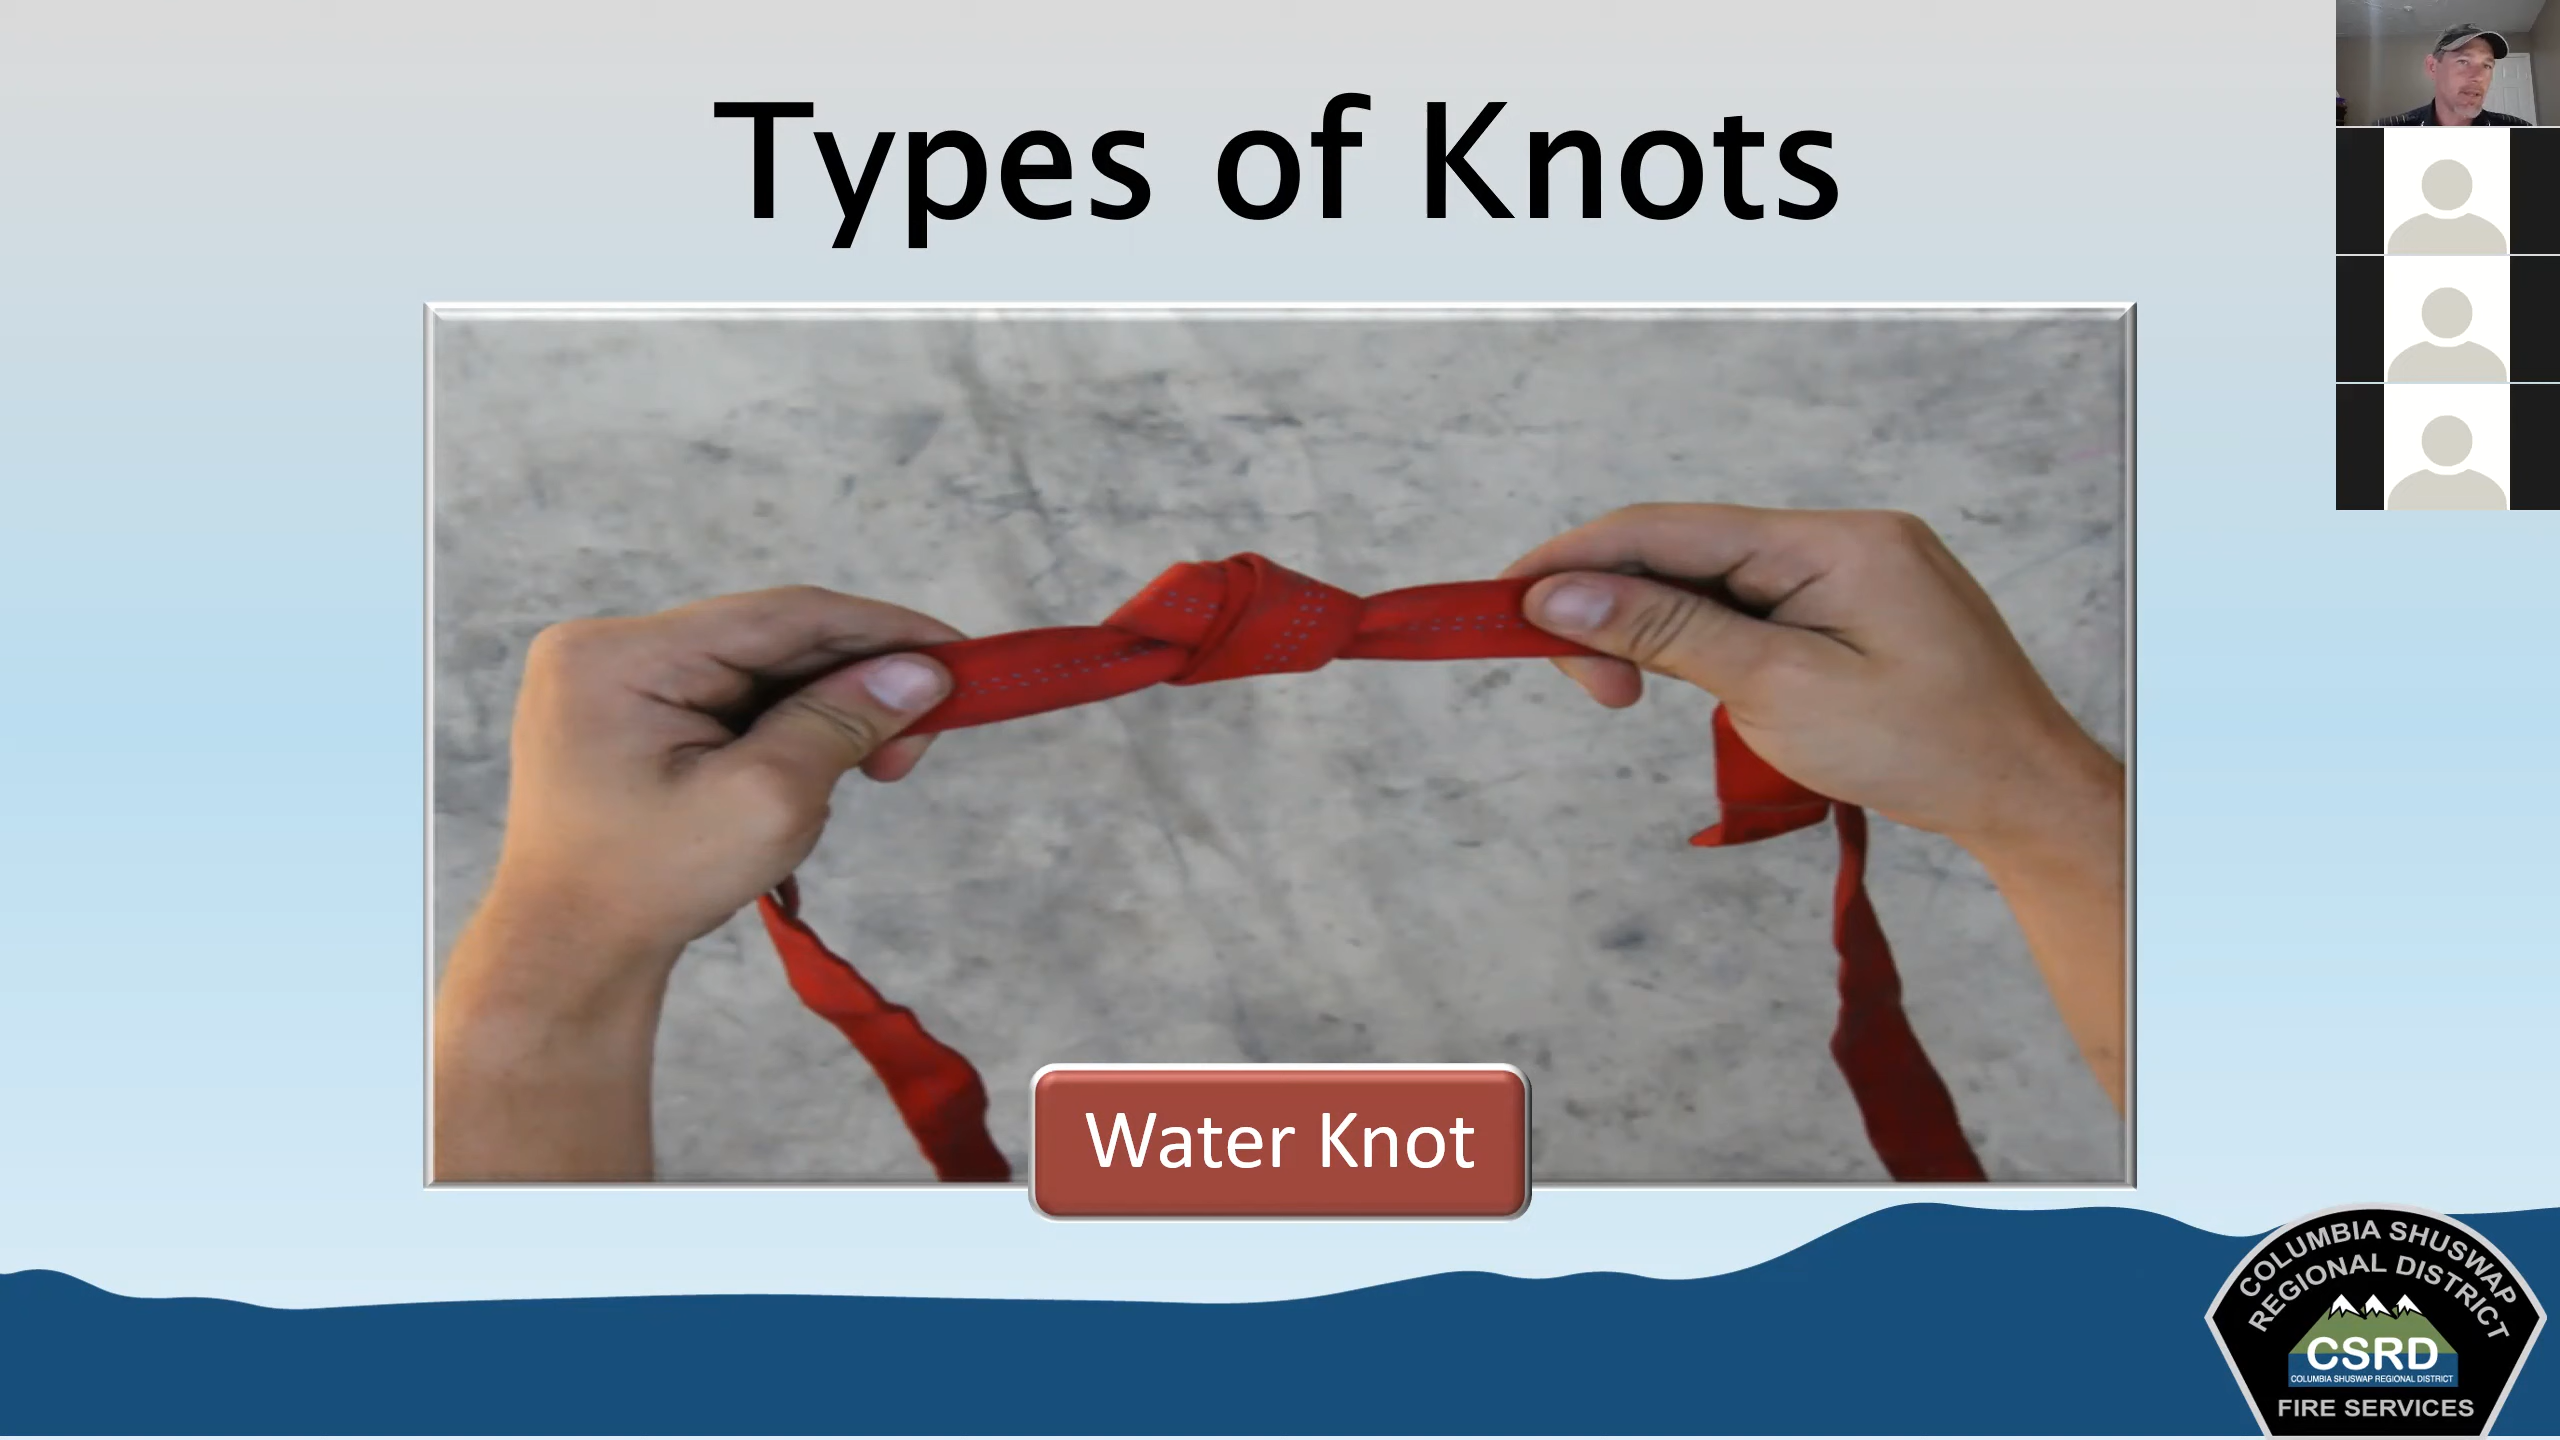 Types of Knots
Water Knot
COLUMBIA SHUSWAP
REGIONAL DISTRICT
CSRD
COLUMBIA SHUSWAP REGIONAL DISTRICT
FIRE SERVICES